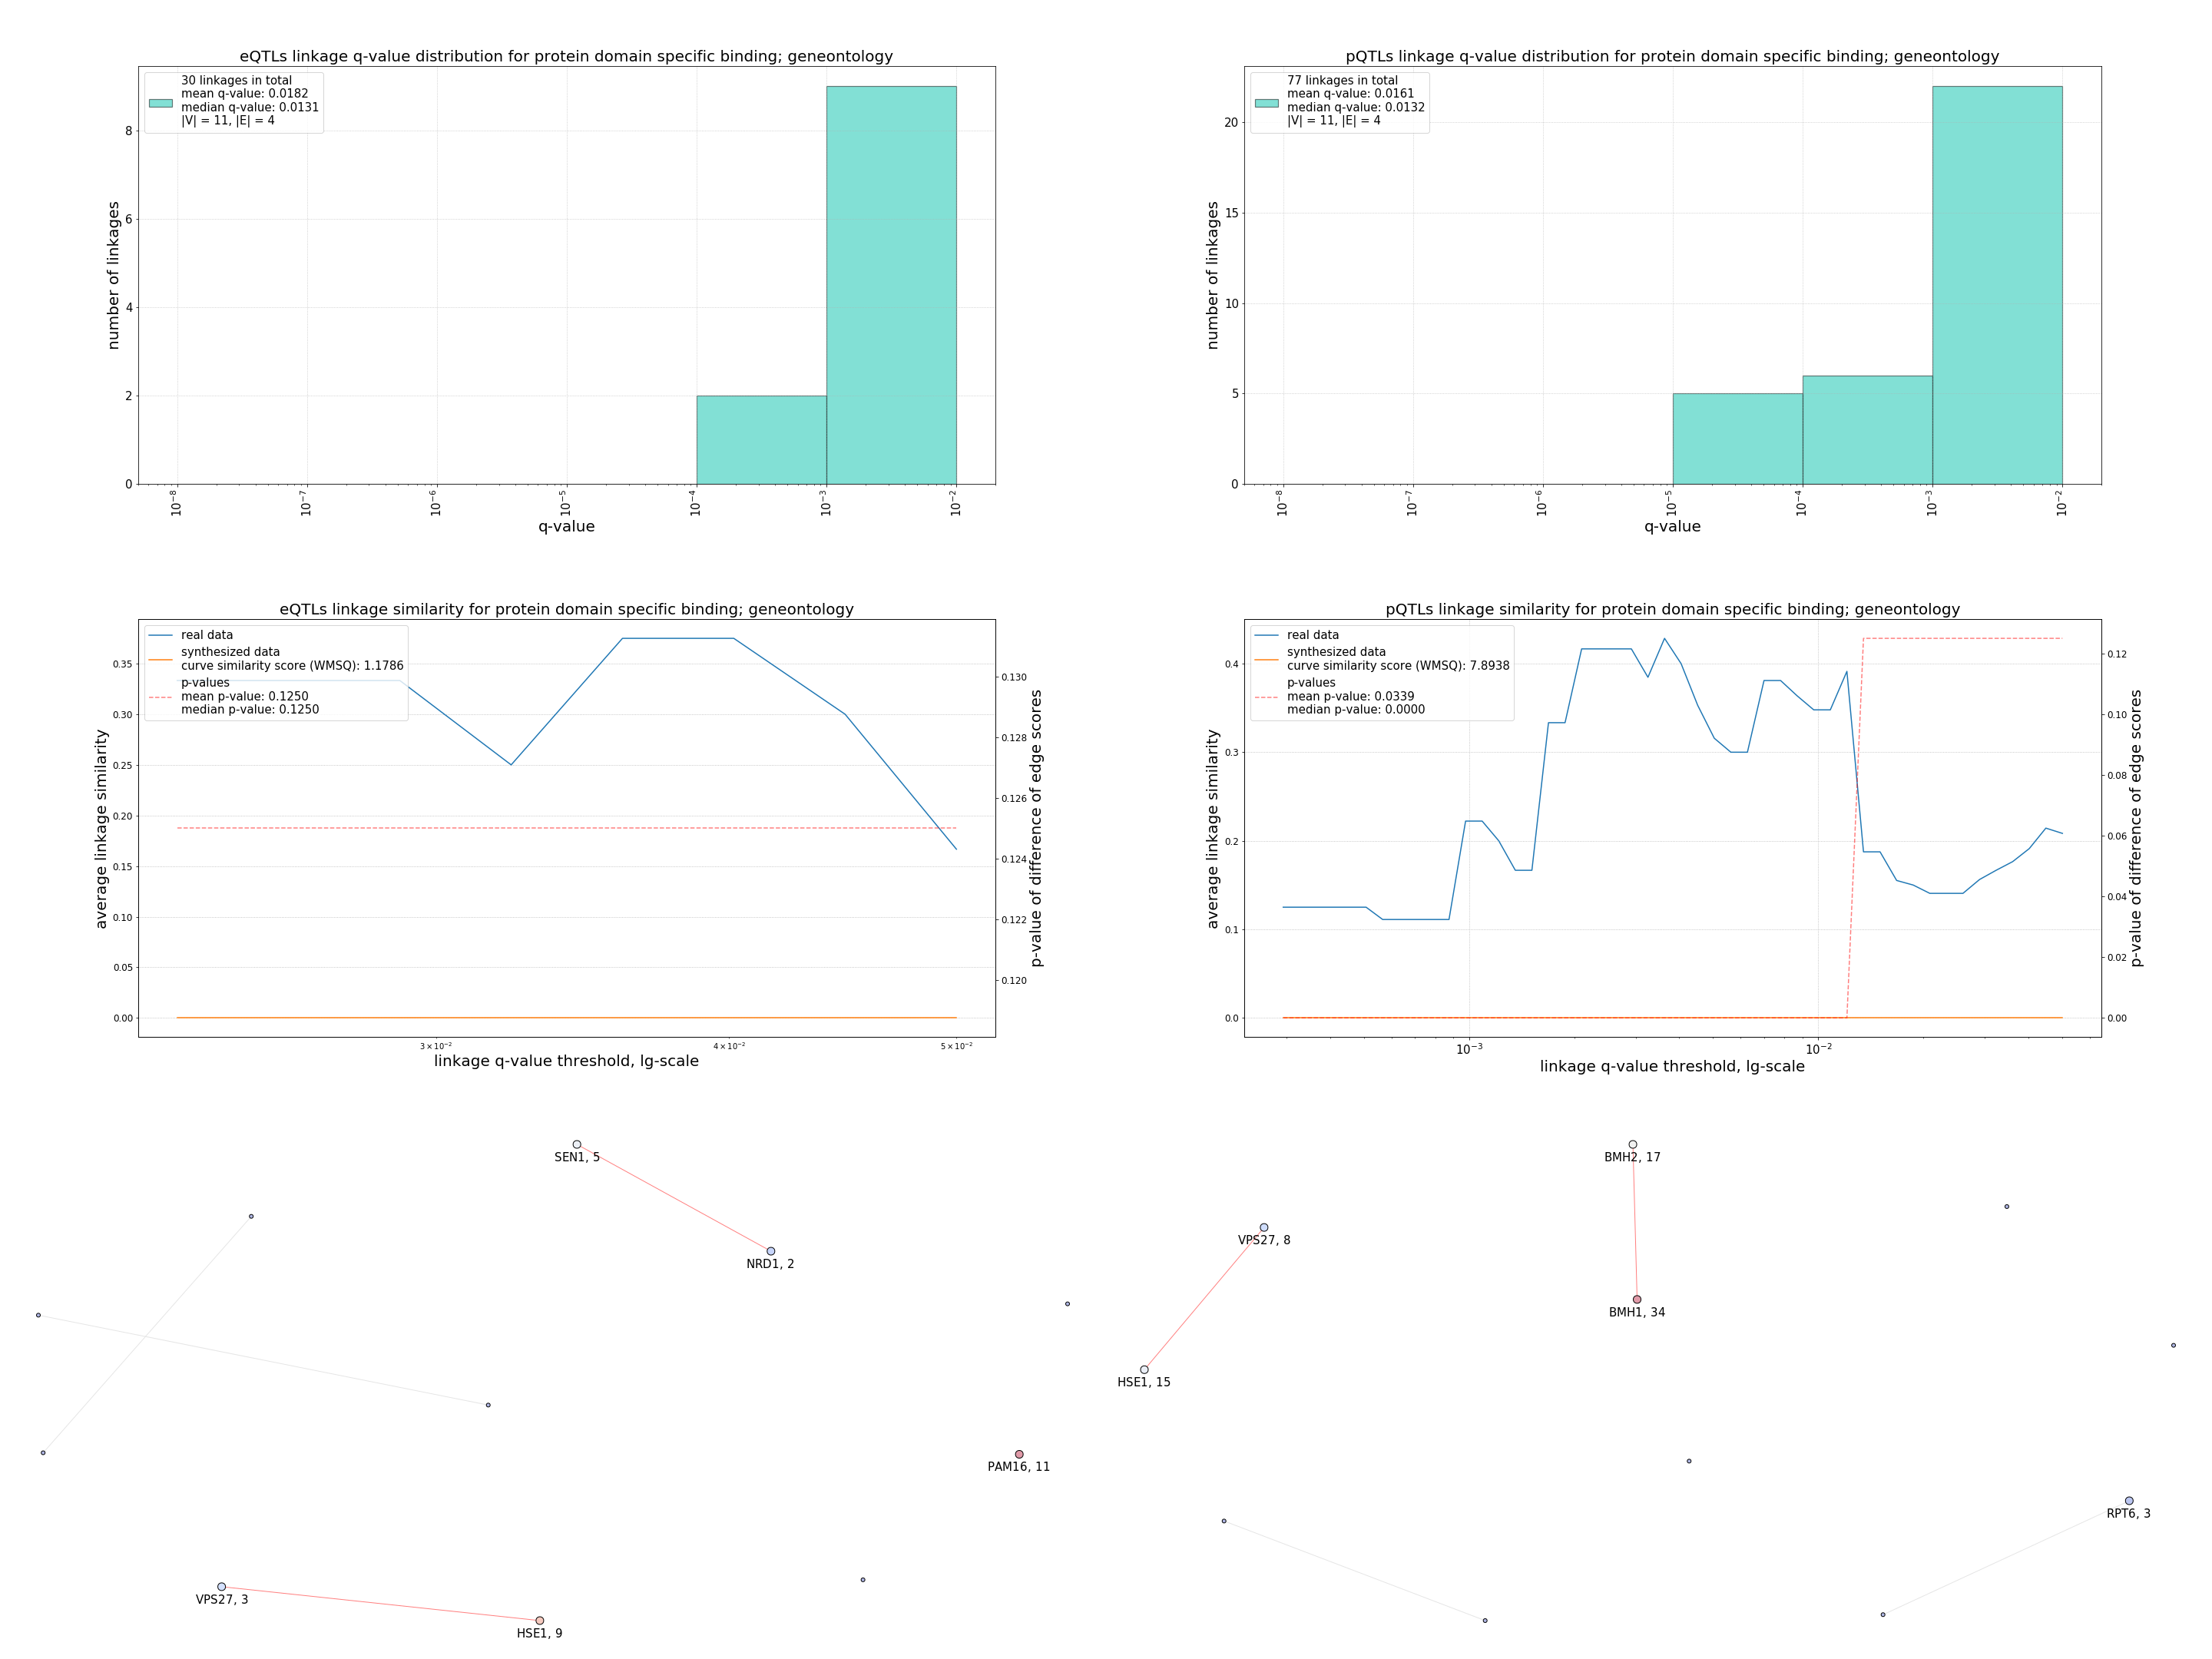 eQTLs linkage q-value distribution for protein domain specific binding; geneontology
30 linkages in total
mean q-value: 0.0182
median q-value: 0.0131
|V| = 11, |E| = 4
number of linkages
8
6
4
2
0
10⁻⁸
10⁻⁷
10⁻⁶
10⁻⁵
10⁻⁴
10⁻³
10⁻²
q-value
pQTLs linkage q-value distribution for protein domain specific binding; geneontology
77 linkages in total
mean q-value: 0.0161
median q-value: 0.0132
|V| = 11, |E| = 4
number of linkages
20
15
10
5
0
10⁻⁸
10⁻⁷
10⁻⁶
10⁻⁵
10⁻⁴
10⁻³
10⁻²
q-value
eQTLs linkage similarity for protein domain specific binding; geneontology
real data
synthesized data
curve similarity score (WMSQ): 1.1786
p-values
mean p-value: 0.1250
median p-value: 0.1250
average linkage similarity
0.35
0.30
0.25
0.20
0.15
0.10
0.05
0.00
3 × 10⁻²
4 × 10⁻²
5 × 10⁻²
linkage q-value threshold, lg-scale
0.130
0.128
0.126
0.124
0.122
0.120
p-value of difference of edge scores
pQTLs linkage similarity for protein domain specific binding; geneontology
real data
synthesized data
curve similarity score (WMSQ): 7.8938
p-values
mean p-value: 0.0339
median p-value: 0.0000
average linkage similarity
0.4
0.3
0.2
0.1
0.0
10⁻³
10⁻²
linkage q-value threshold, lg-scale
0.12
0.10
0.08
0.06
0.04
0.02
0.00
p-value of difference of edge scores
SEN1, 5
NRD1, 2
PAM16, 11
VPS27, 3
HSE1, 9
BMH2, 17
VPS27, 8
BMH1, 34
HSE1, 15
RPT6, 3